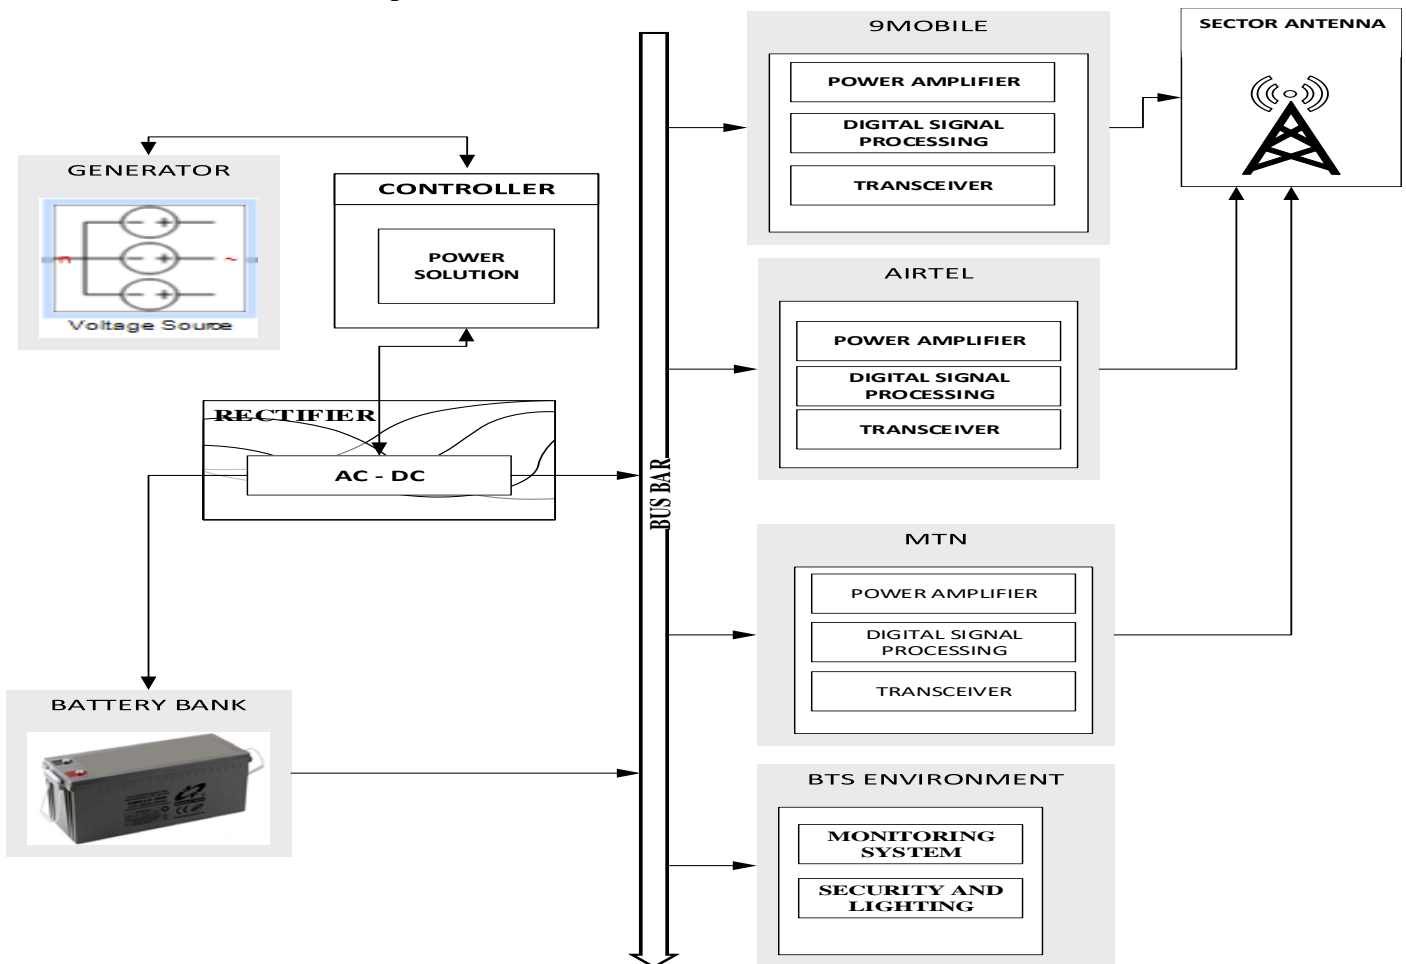 GENERATOR
Voltage Source
CONTROLLER
POWER
SOLUTION
RECTIFIER
AC - DC
BATTERY BANK
BUS BAR
9MOBILE
POWER AMPLIFIER
DIGITAL SIGNAL
PROCESSING
TRANSCEIVER
AIRTEL
POWER AMPLIFIER
DIGITAL SIGNAL
PROCESSING
TRANSCEIVER
MTN
POWER AMPLIFIER
DIGITAL SIGNAL
PROCESSING
TRANSCEIVER
BTS ENVIRONMENT
MONITORING
SYSTEM
SECURITY AND
LIGHTING
SECTOR ANTENNA